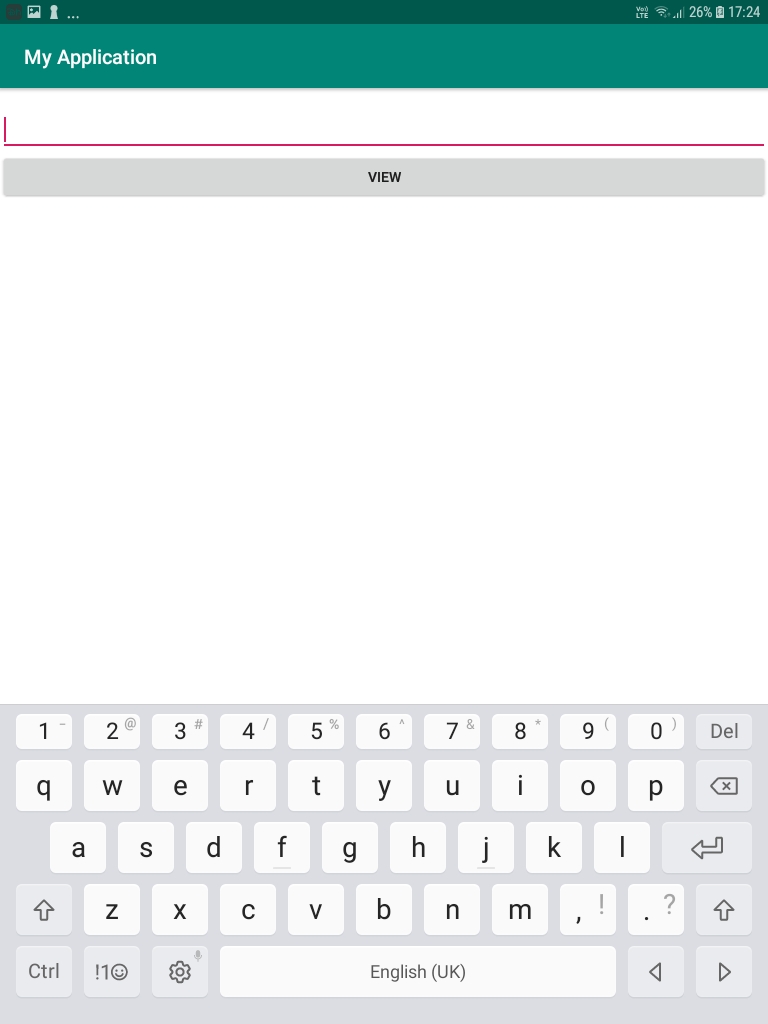 ... Vo) LTE 26% 17:24
My Application
VIEW
1 - 2 @ 3 # 4 / 5 % 6 ^ 7 & 8 * 9 ( 0 ) Del
q w e r t y u i o p
a s d f g h j k l
z x c v b n m , ! . ?
Ctrl !1☺ English (UK)